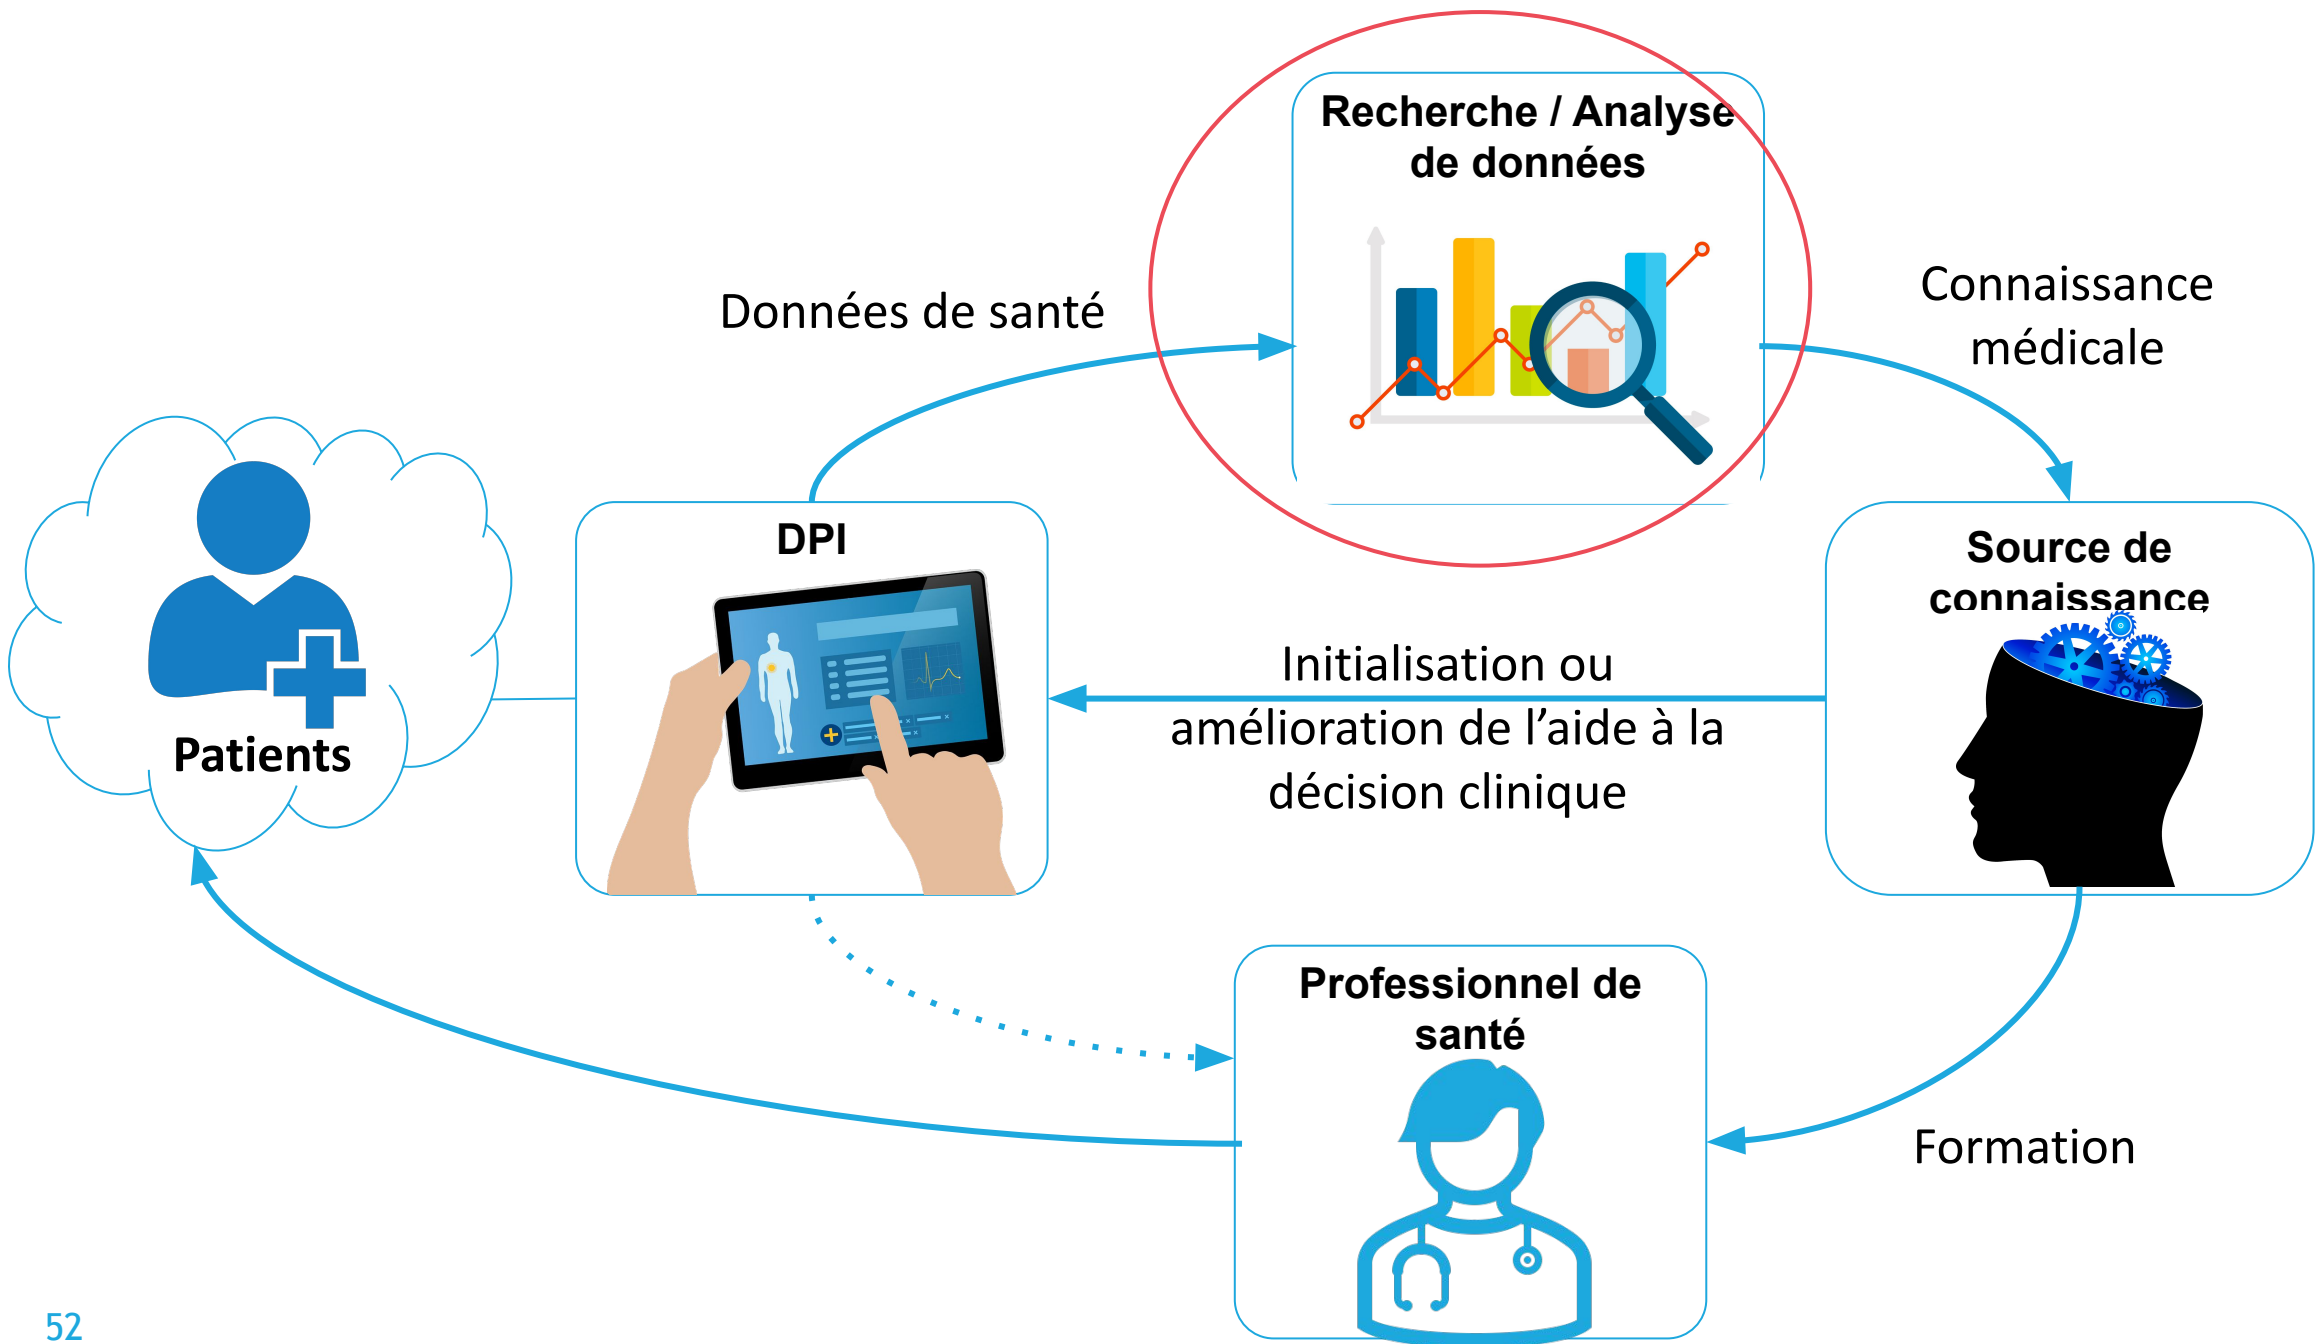 Recherche / Analyse
de données
Données de santé
Connaissance
médicale
Patients
DPI
Initialisation ou
amélioration de l’aide à la
décision clinique
Source de
connaissance
Professionnel de
santé
Formation
52